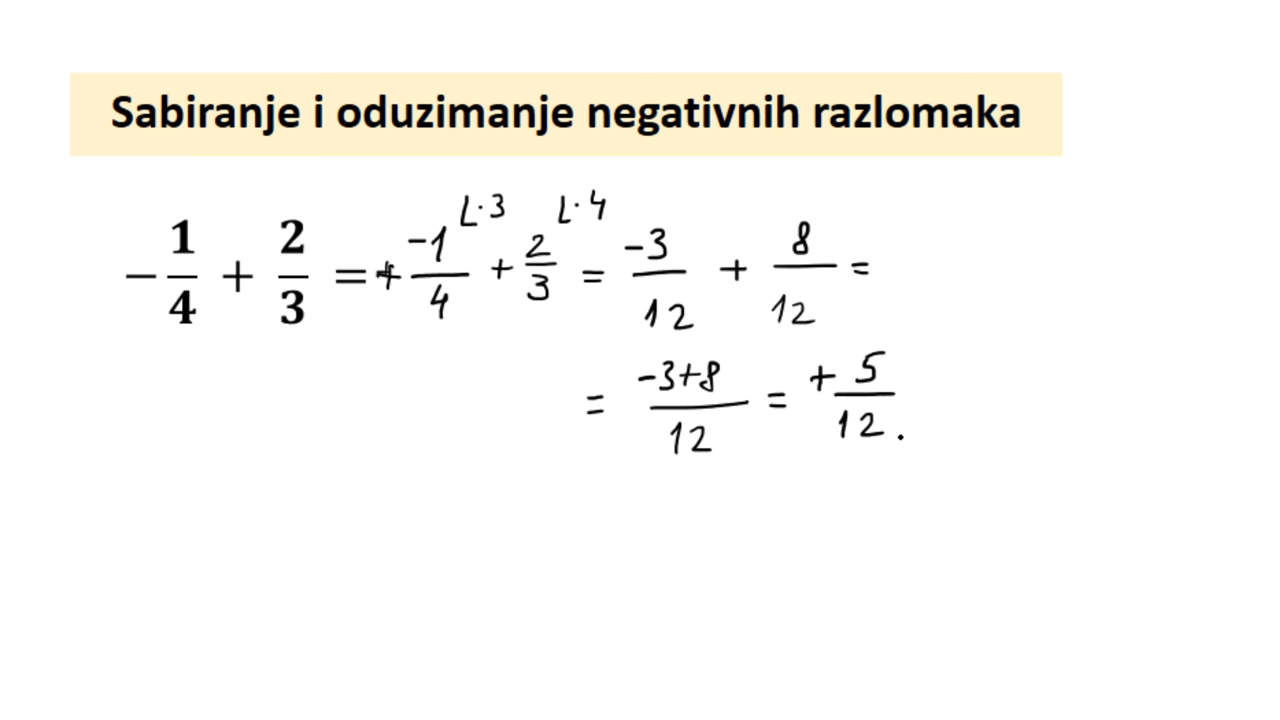 Sabiranje i oduzimanje negativnih razlomaka
−1/4 + 2/3 = +−1/4 L·3 + 2/3 L·4 = −3/12 + 8/12 =
= −3+8/12 = +5/12.